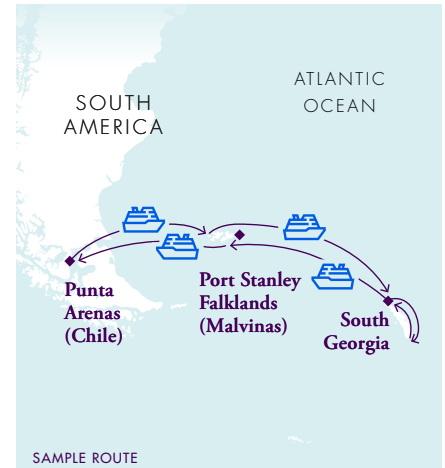 ATLANTIC
OCEAN
SOUTH
AMERICA
Punta
Arenas
(Chile)
Port Stanley
Falklands
(Malvinas)
South
Georgia
SAMPLE ROUTE